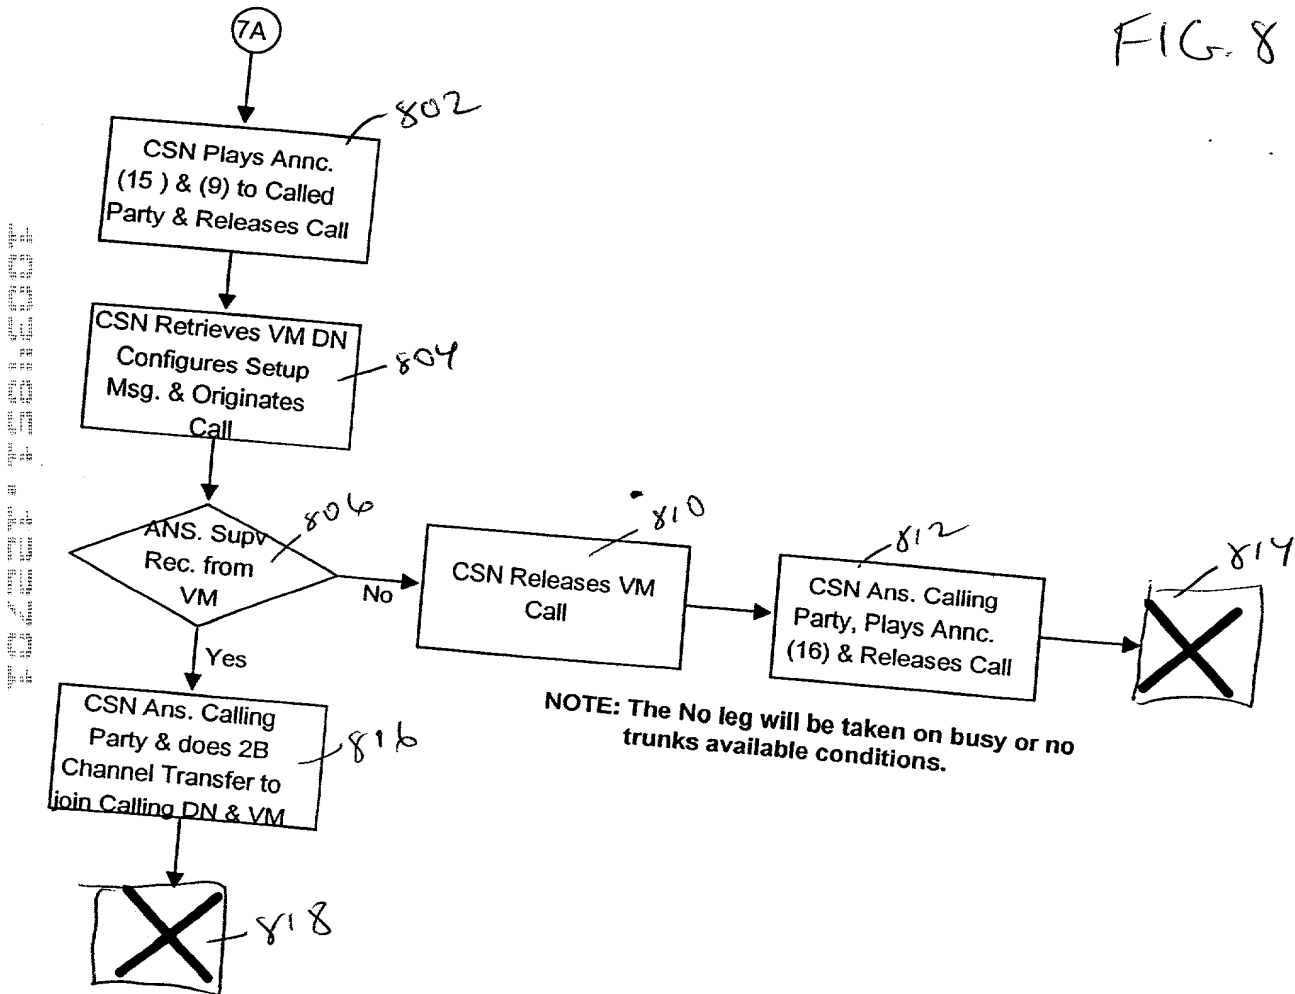 FIG. 8
7A
802
CSN Plays Annc.
(15 ) & (9) to Called
Party & Releases Call
CSN Retrieves VM DN
Configures Setup
Msg. & Originates
Call
804
ANS. Supv
Rec. from
VM
806
No
Yes
CSN Releases VM
Call
810
CSN Ans. Calling
Party, Plays Annc.
(16) & Releases Call
812
814
NOTE: The No leg will be taken on busy or no
trunks available conditions.
CSN Ans. Calling
Party & does 2B
Channel Transfer to
join Calling DN & VM
816
818